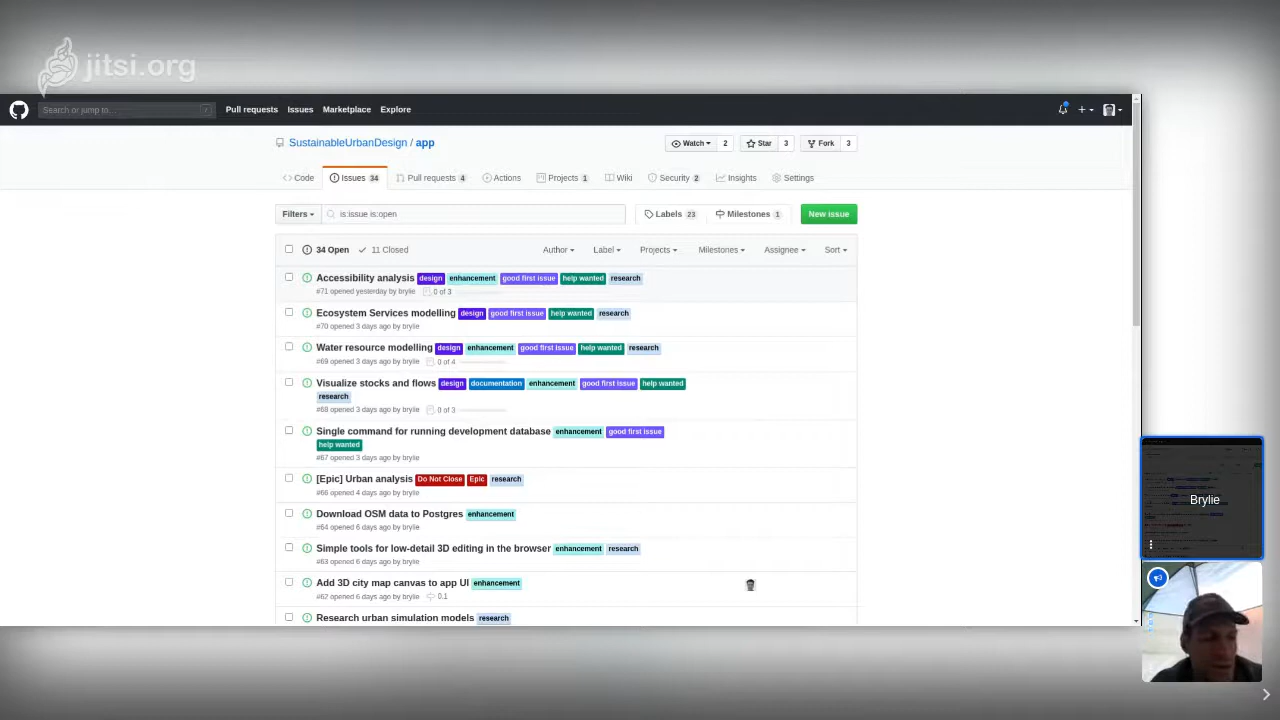 jitsi.org
Search or jump to... /
Pull requests Issues Marketplace Explore
SustainableUrbanDesign / app
Watch 2 Star 3 Fork 3
Code Issues 34 Pull requests 4 Actions Projects 1 Wiki Security 2 Insights Settings
Filters is:issue is:open Labels 23 Milestones 1 New issue
34 Open 11 Closed Author Label Projects Milestones Assignee Sort
Accessibility analysis design enhancement good first issue help wanted research
#71 opened yesterday by brylie 0 of 3
Ecosystem Services modelling design good first issue help wanted research
#70 opened 3 days ago by brylie
Water resource modelling design enhancement good first issue help wanted research
#69 opened 3 days ago by brylie 0 of 4
Visualize stocks and flows design documentation enhancement good first issue help wanted
research
#68 opened 3 days ago by brylie 0 of 3
Single command for running development database enhancement good first issue
help wanted
#67 opened 3 days ago by brylie
[Epic] Urban analysis Do Not Close Epic research
#66 opened 4 days ago by brylie
Download OSM data to Postgres enhancement
#64 opened 6 days ago by brylie
Simple tools for low-detail 3D editing in the browser enhancement research
#63 opened 6 days ago by brylie
Add 3D city map canvas to app UI enhancement
#62 opened 6 days ago by brylie 0.1
Research urban simulation models research
Brylie